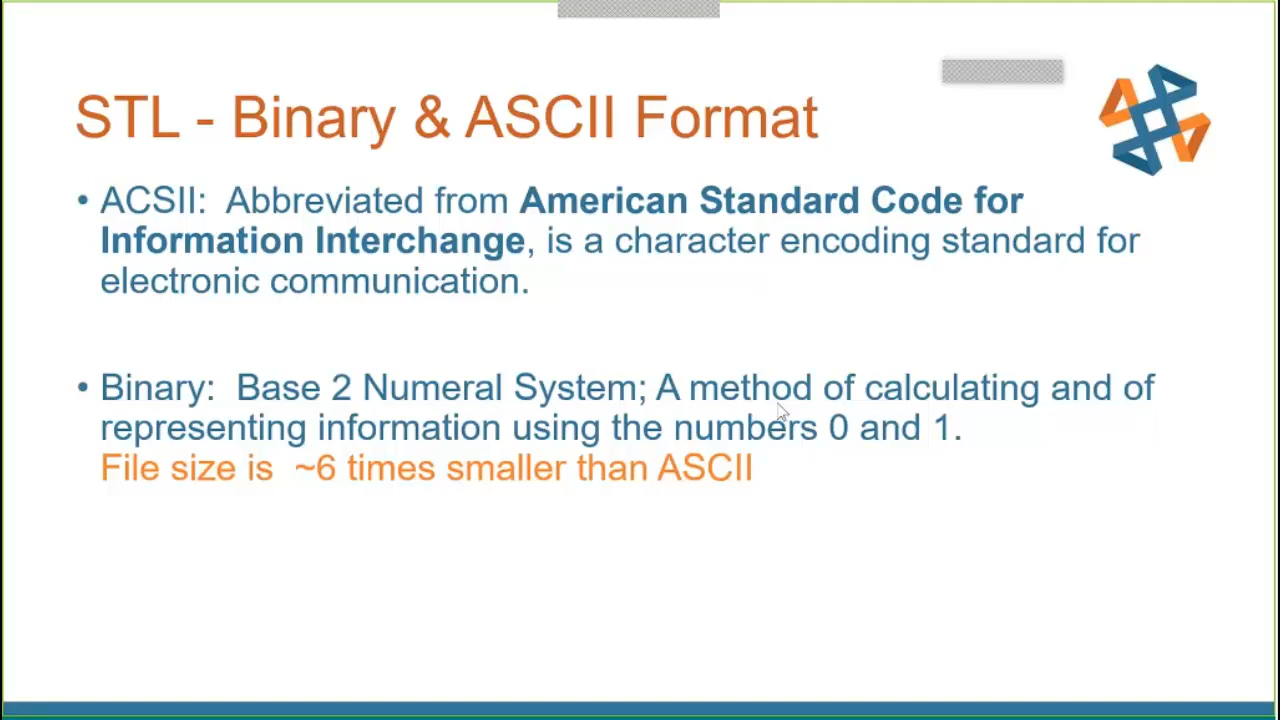 STL - Binary & ASCII Format
• ACSII: Abbreviated from American Standard Code for
Information Interchange, is a character encoding standard for
electronic communication.
• Binary: Base 2 Numeral System; A method of calculating and of
representing information using the numbers 0 and 1.
File size is ~6 times smaller than ASCII